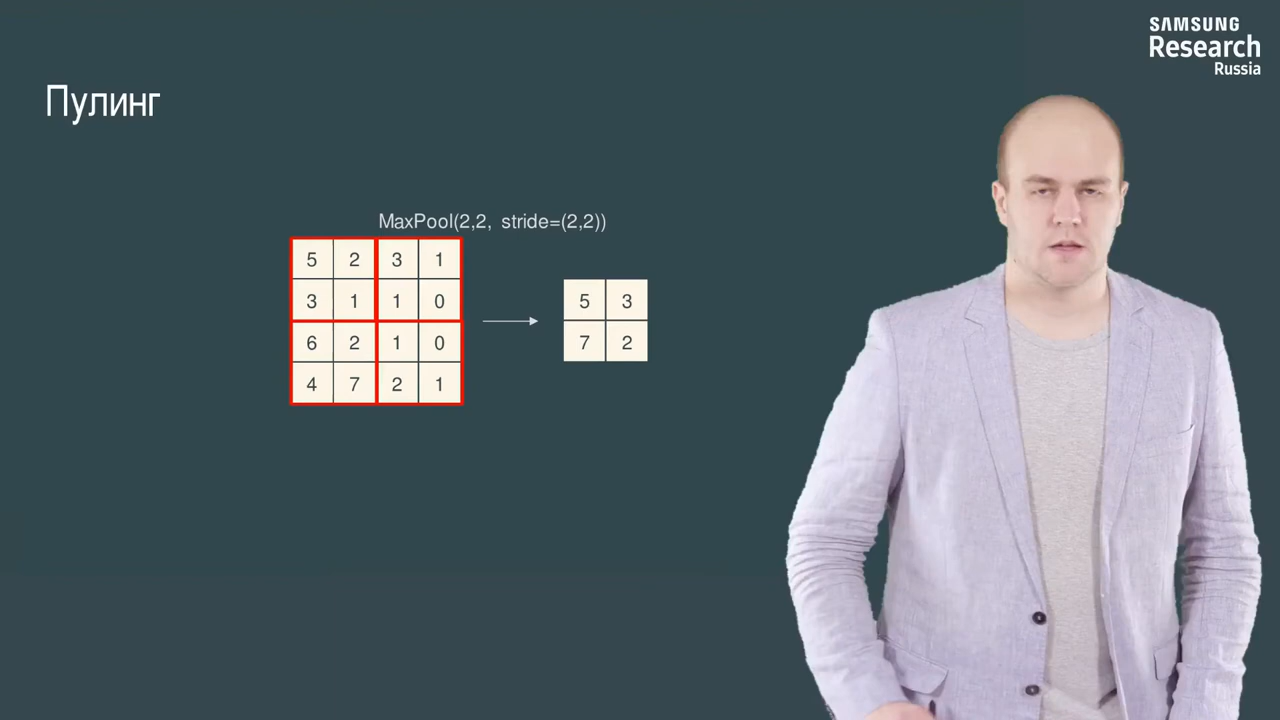 SAMSUNG
Research
Russia
Пулинг
MaxPool(2,2, stride=(2,2))
5 2 3 1
3 1 1 0
6 2 1 0
4 7 2 1
5 3
7 2